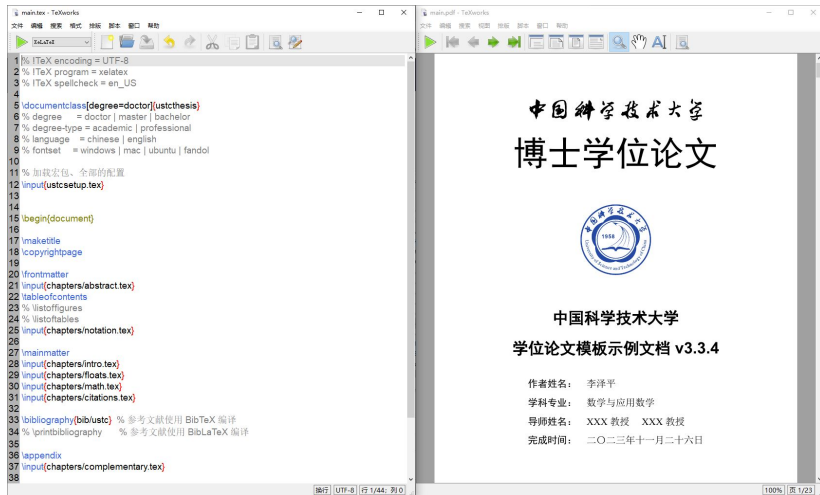 main.tex - TeXworks
文件 编辑 搜索 格式 排版 脚本 窗口 帮助
XeLaTeX
1 % !TeX encoding = UTF-8
2 % !TeX program = xelatex
3 % !TeX spellcheck = en_US
4
5 \documentclass[degree=doctor]{ustcthesis}
6 % degree = doctor | master | bachelor
7 % degree-type = academic | professional
8 % language = chinese | english
9 % fontset = windows | mac | ubuntu | fandol
10
11 % 加载宏包、全部的配置
12 \input{ustcsetup.tex}
13
14
15 \begin{document}
16
17 \maketitle
18 \copyrightpage
19
20 \frontmatter
21 \input{chapters/abstract.tex}
22 \tableofcontents
23 % \listoffigures
24 % \listoftables
25 \input{chapters/notation.tex}
26
27 \mainmatter
28 \input{chapters/intro.tex}
29 \input{chapters/floats.tex}
30 \input{chapters/math.tex}
31 \input{chapters/citations.tex}
32
33 \bibliography{bib/ustc} % 参考文献使用 BibTeX 编译
34 % \printbibliography % 参考文献使用 BibLaTeX 编译
35
36 \appendix
37 \input{chapters/complementary.tex}
38
换行 UTF-8 行 1/44; 列 0
main.pdf - TeXworks
文件 编辑 搜索 视图 排版 脚本 窗口 帮助
中国科学技术大学
博士学位论文
中国科学技术大学
1958
University of Science and Technology of China
中国科学技术大学
学位论文模板示例文档 v3.3.4
作者姓名: 李泽平
学科专业: 数学与应用数学
导师姓名: XXX 教授 XXX 教授
完成时间: 二〇二三年十一月二十六日
100% 页 1/23